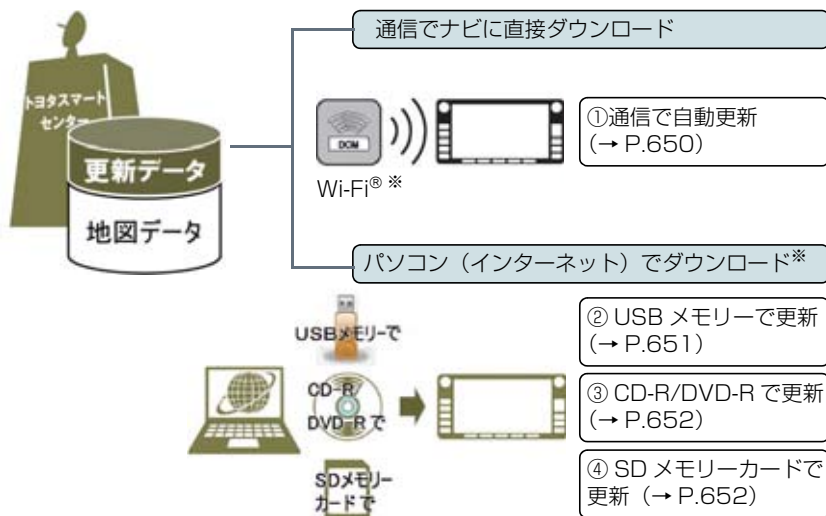 通信でナビに直接ダウンロード
トヨタスマート
センター
更新データ
地図データ
DCM
Wi-Fi® ※
①通信で自動更新
(→ P.650)
パソコン（インターネット）でダウンロード※
USBメモリーで
② USB メモリーで更新
(→ P.651)
CD-R/
DVD-Rで
③ CD-R/DVD-R で更新
(→ P.652)
SDメモリー
カードで
④ SD メモリーカードで
更新（→ P.652）